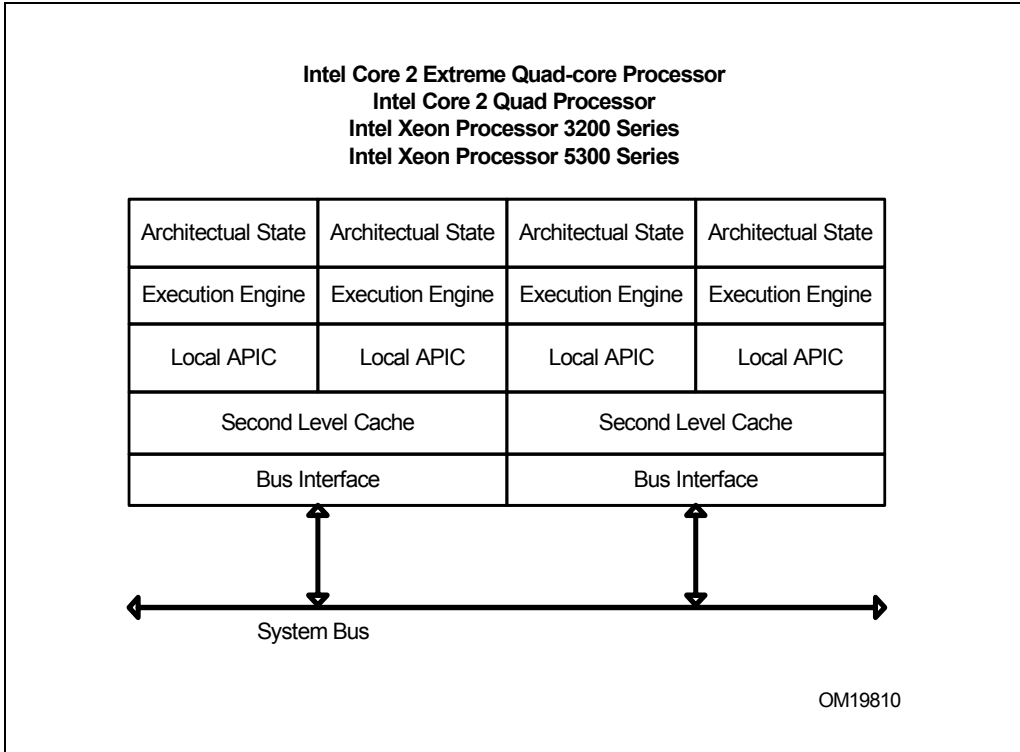 Intel Core 2 Extreme Quad-core Processor
Intel Core 2 Quad Processor
Intel Xeon Processor 3200 Series
Intel Xeon Processor 5300 Series
Architectual State Architectual State Architectual State Architectual State
Execution Engine Execution Engine Execution Engine Execution Engine
Local APIC Local APIC Local APIC Local APIC
Second Level Cache Second Level Cache
Bus Interface Bus Interface
System Bus
OM19810